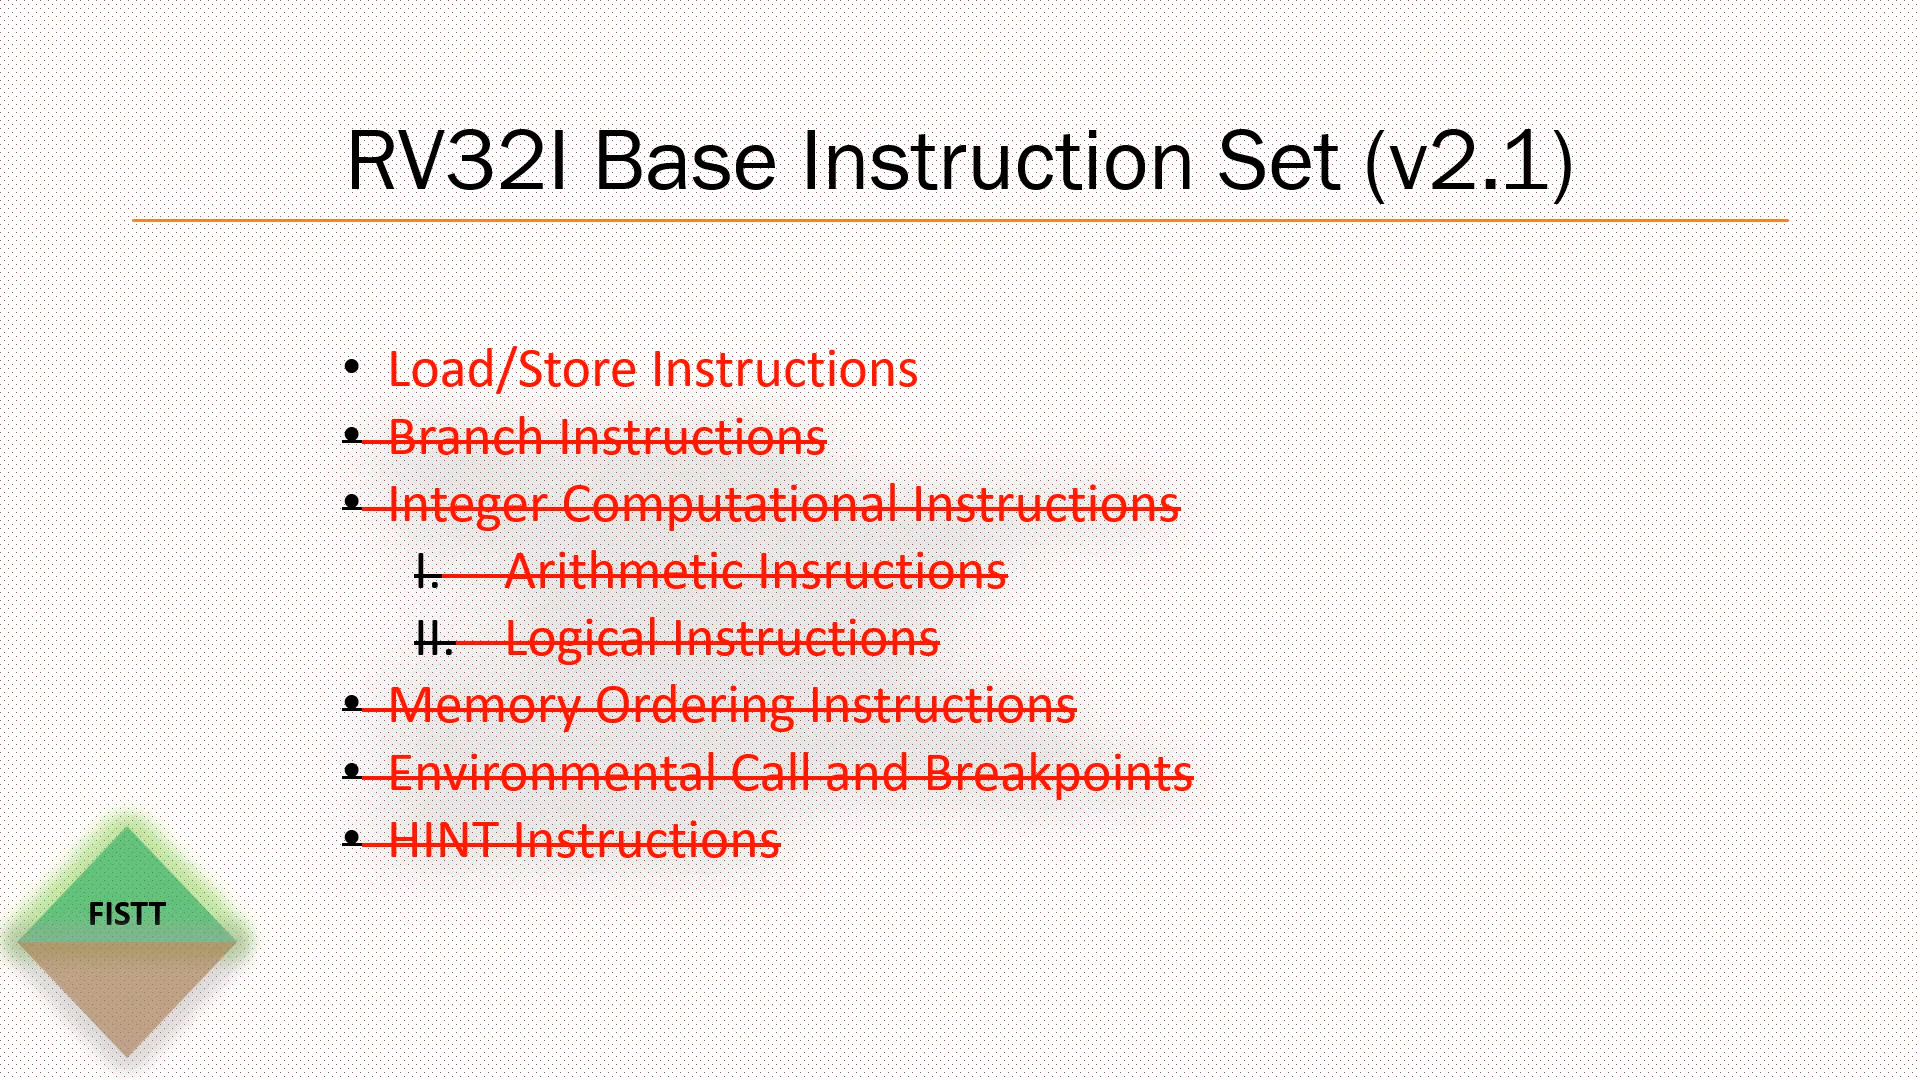 RV32I Base Instruction Set (v2.1)
• Load/Store Instructions
• Branch Instructions
• Integer Computational Instructions
I. Arithmetic Insructions
II. Logical Instructions
• Memory Ordering Instructions
• Environmental Call and Breakpoints
• HINT Instructions
FISTT